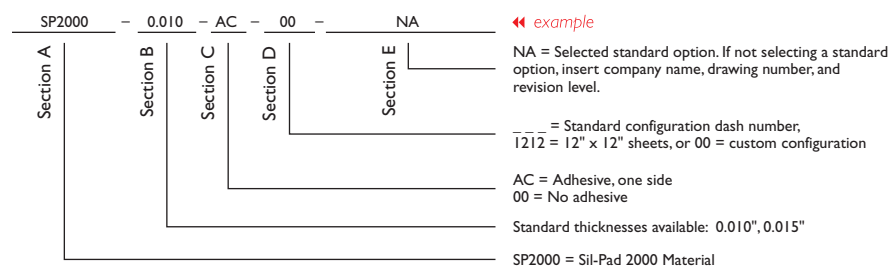 SP2000 – 0.010 – AC – 00 – NA
example
Section A
Section B
Section C
Section D
Section E
NA = Selected standard option. If not selecting a standard
option, insert company name, drawing number, and
revision level.
_ _ _ = Standard configuration dash number,
1212 = 12" x 12" sheets, or 00 = custom configuration
AC = Adhesive, one side
00 = No adhesive
Standard thicknesses available: 0.010", 0.015"
SP2000 = Sil-Pad 2000 Material